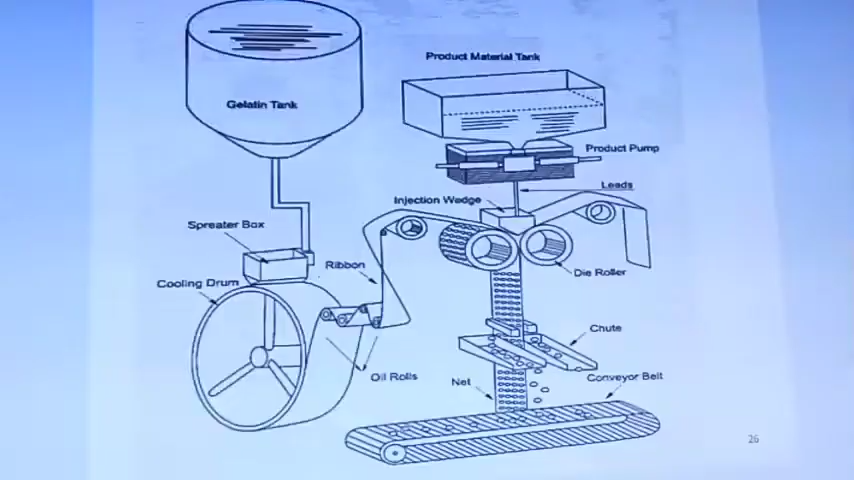 Product Material Tank
Gelatin Tank
Product Pump
Leads
Injection Wedge
Spreater Box
Ribbon
Die Roller
Cooling Drum
Chute
Oil Rolls
Net
Conveyor Belt
26